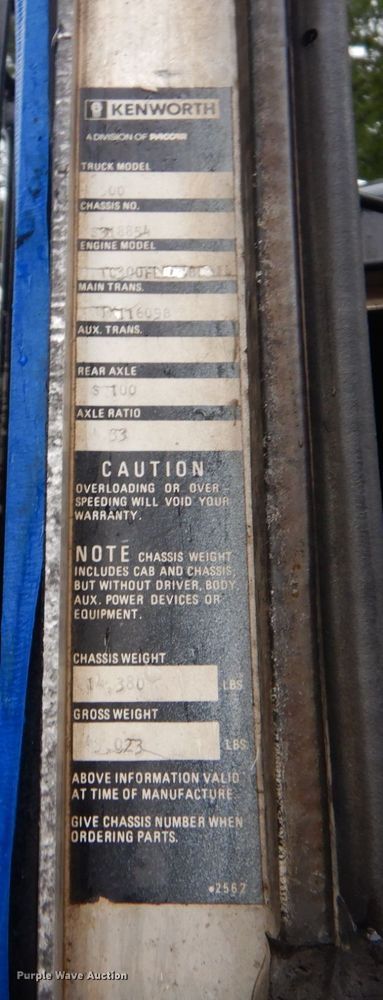 KENWORTH
A DIVISION OF PACCAR
TRUCK MODEL
CHASSIS NO.
ENGINE MODEL
MAIN TRANS.
AUX. TRANS.
REAR AXLE
AXLE RATIO
CAUTION
OVERLOADING OR OVER-
SPEEDING WILL VOID YOUR
WARRANTY.
NOTE CHASSIS WEIGHT
INCLUDES CAB AND CHASSIS,
BUT WITHOUT DRIVER, BODY,
AUX. POWER DEVICES OR
EQUIPMENT.
CHASSIS WEIGHT
14,380 LBS
GROSS WEIGHT
LBS
ABOVE INFORMATION VALID
AT TIME OF MANUFACTURE.
GIVE CHASSIS NUMBER WHEN
ORDERING PARTS.
•2562
Purple Wave Auction